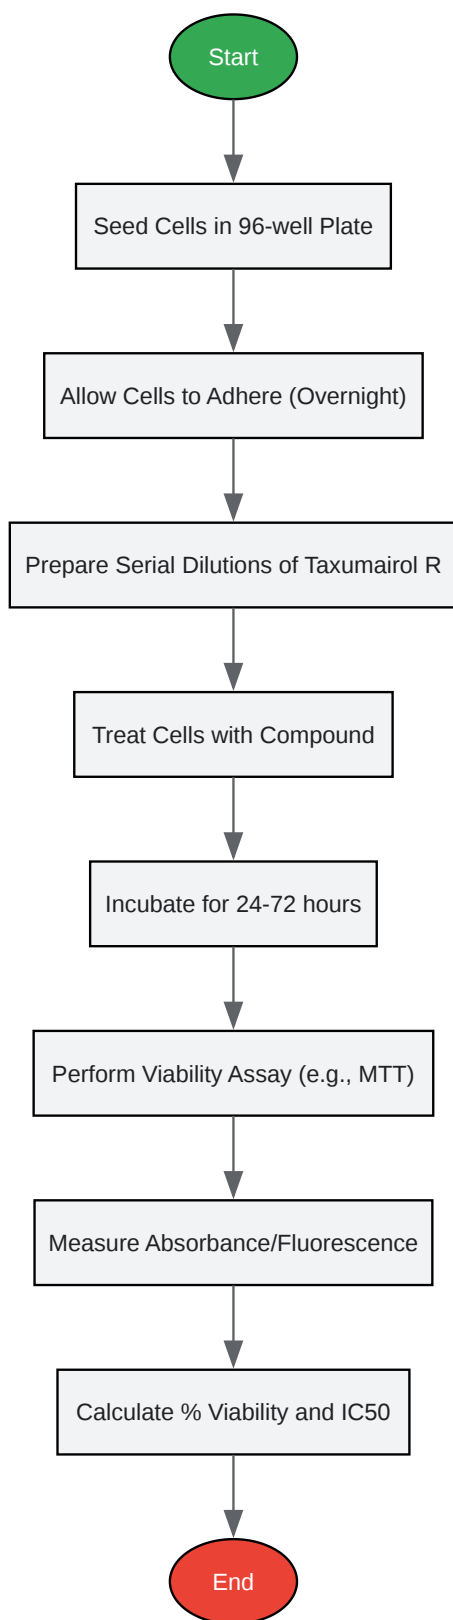 Start
Seed Cells in 96-well Plate
Allow Cells to Adhere (Overnight)
Prepare Serial Dilutions of Taxumairol R
Treat Cells with Compound
Incubate for 24-72 hours
Perform Viability Assay (e.g., MTT)
Measure Absorbance/Fluorescence
Calculate % Viability and IC50
End